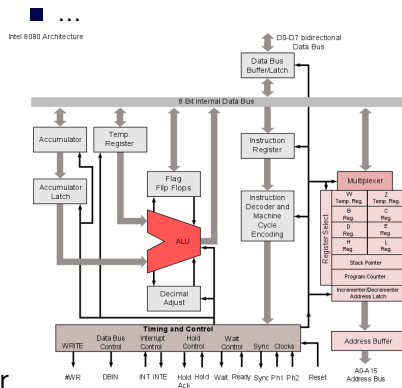 ...
Intel 8080 Architecture
D0-D7 bidirectional
Data Bus
Data Bus
Buffer/Latch
8 Bit internal Data Bus
Accumulator
Temp.
Register
Instruction
Register
Flag
Flip Flops
Accumulator
Latch
ALU
Instruction
Decoder and
Machine
Cycle
Encoding
Decimal
Adjust
Multiplexer
Register Select
W
Temp. Reg.
Z
Temp. Reg.
B
Reg.
C
Reg.
D
Reg.
E
Reg.
H
Reg.
L
Reg.
Stack Pointer
Program Counter
Incrementer/Decrementer
Address Latch
Address Buffer
A0-A15
Address Bus
Timing and Control
WRITE
Data Bus
Control
Interrupt
Control
Hold
Control
Wait
Control
Sync
Clocks
#WR
DBIN
INT
INTE
Hold
Ack
Hold
Wait
Ready
Sync
Ph1
Ph2
Reset
r